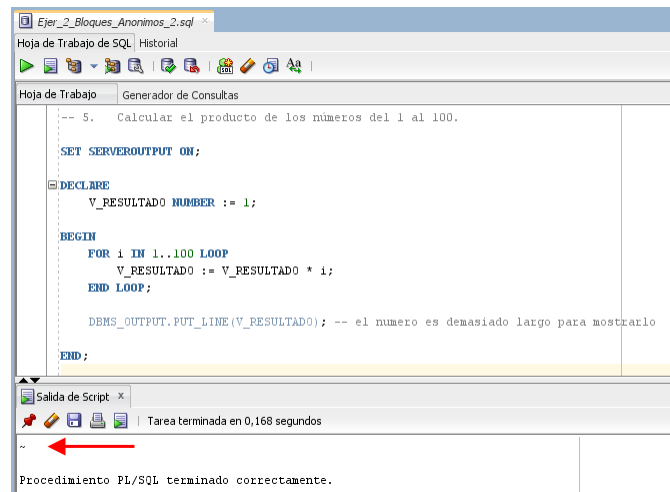 Ejer_2_Bloques_Anonimos_2.sql
Hoja de Trabajo de SQL Historial
Hoja de Trabajo Generador de Consultas
-- 5. Calcular el producto de los números del 1 al 100.
SET SERVEROUTPUT ON;
DECLARE
V_RESULTADO NUMBER := 1;
BEGIN
FOR i IN 1..100 LOOP
V_RESULTADO := V_RESULTADO * i;
END LOOP;
DBMS_OUTPUT.PUT_LINE(V_RESULTADO); -- el numero es demasiado largo para mostrarlo
END;
Salida de Script x
Tarea terminada en 0,168 segundos
~
Procedimiento PL/SQL terminado correctamente.